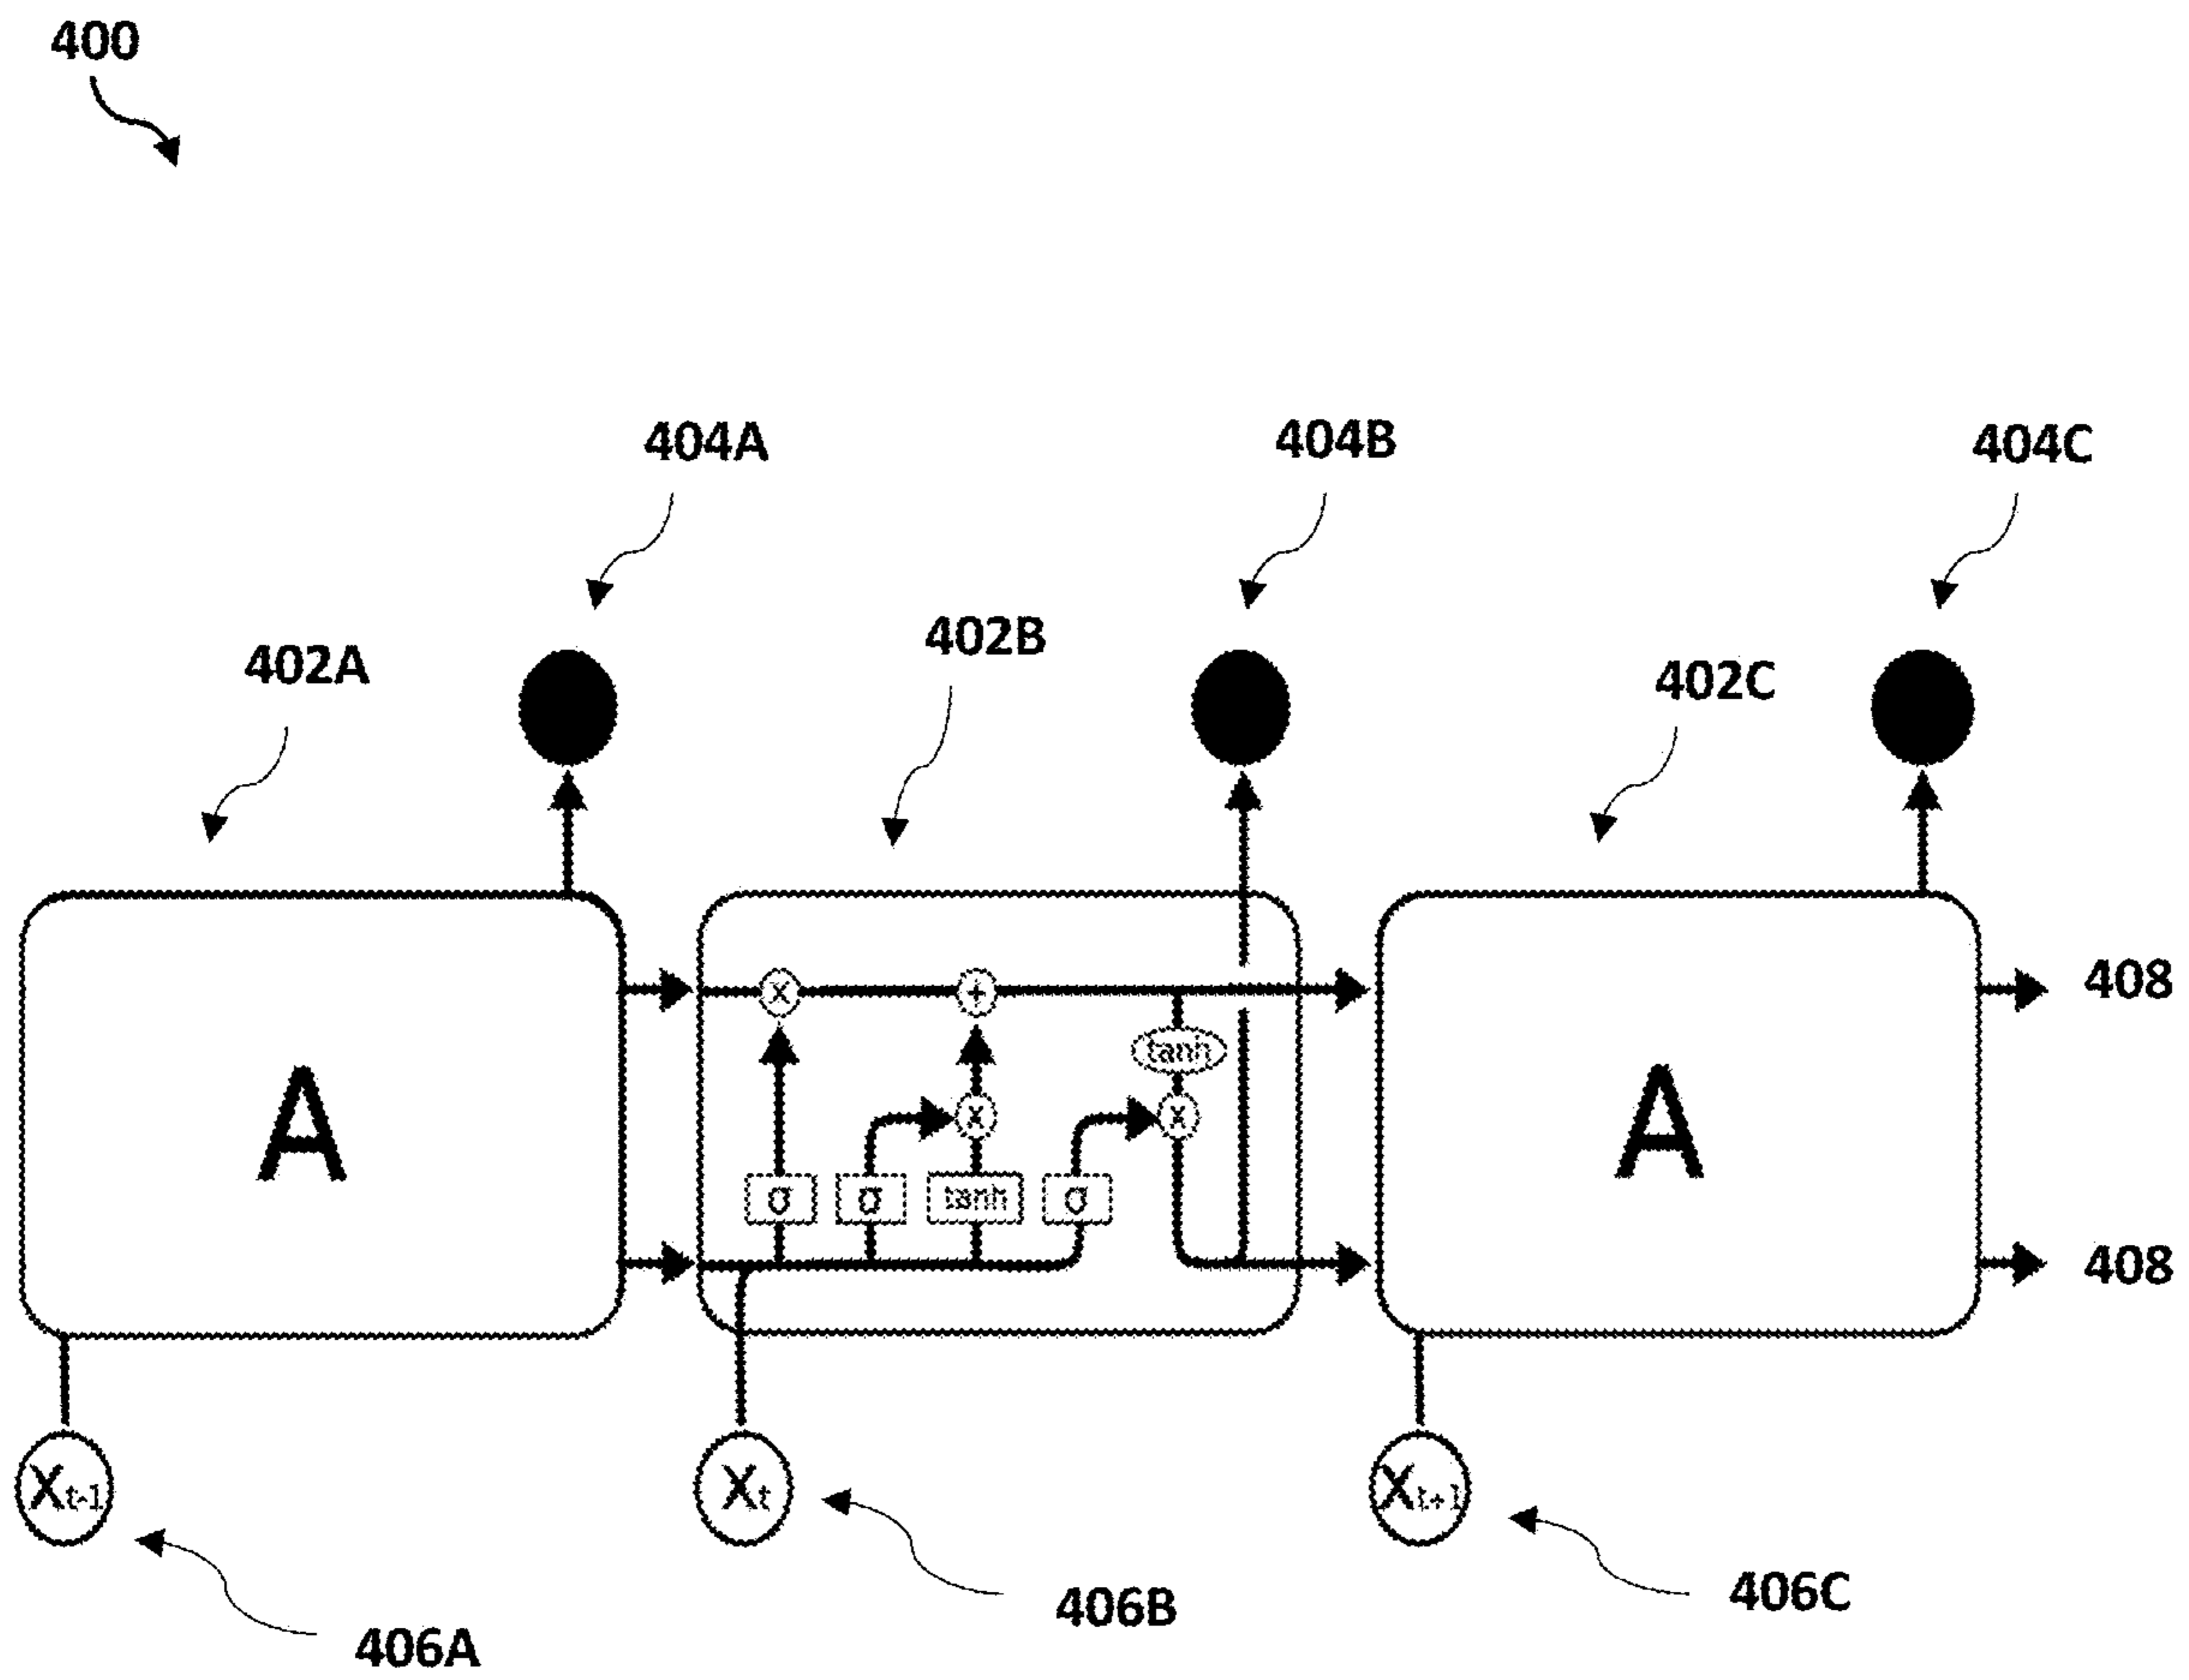 400
404A
404B
404C
402A
402B
402C
x
+
408
tanh
A
x
x
A
σ
σ
tanh
σ
408
Xt-1
Xt
Xt+1
406A
406B
406C